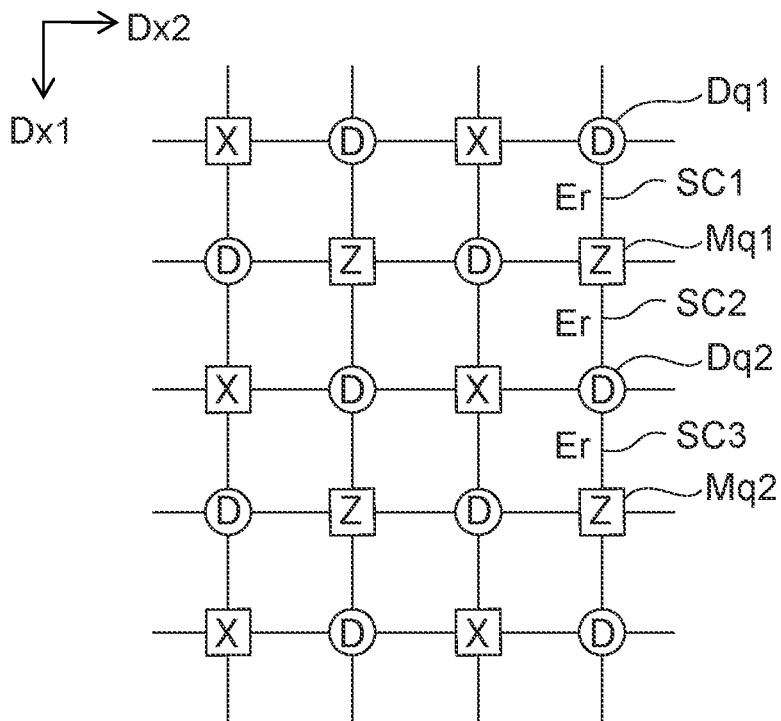 Dx2
Dx1
X D X D Dq1
Er SC1
D Z D Z Mq1
Er SC2
X D X D Dq2
Er SC3
D Z D Z Mq2
X D X D